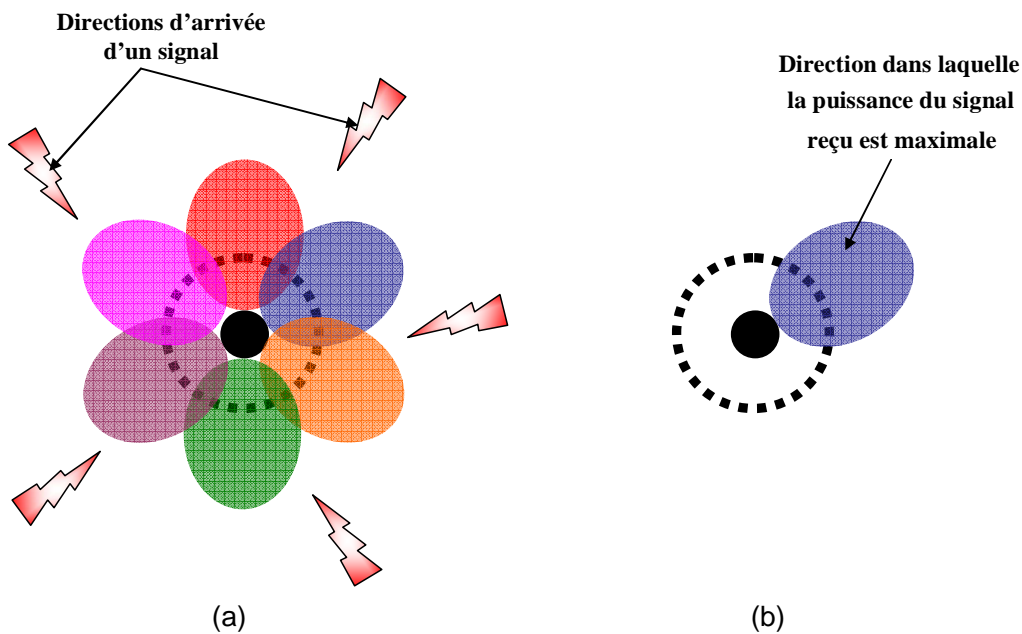 Directions d'arrivée
d'un signal
Direction dans laquelle
la puissance du signal
reçu est maximale
(a)
(b)